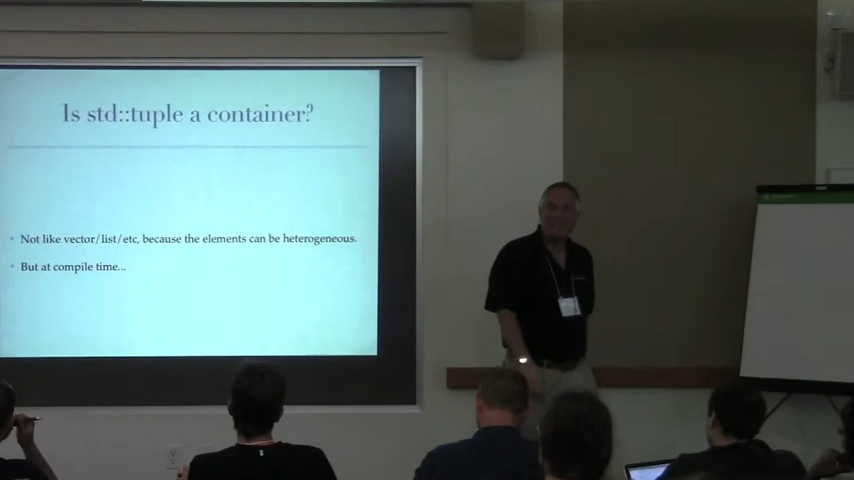 Is std::tuple a container?
Not like vector/list/etc, because the elements can be heterogeneous.
But at compile time...